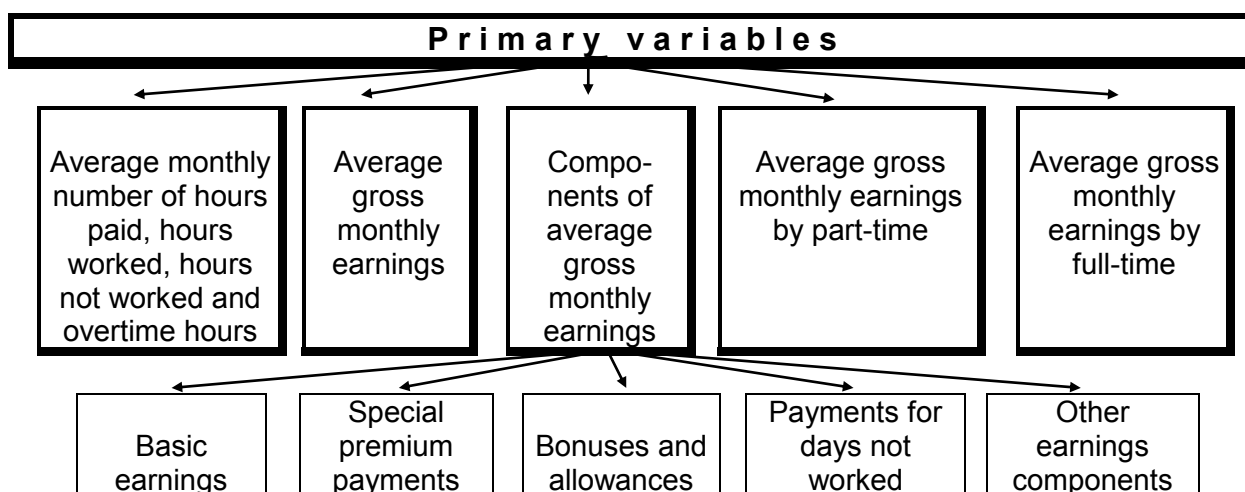 Primary variables
Average monthly
number of hours
paid, hours
worked, hours
not worked and
overtime hours
Average
gross
monthly
earnings
Compo-
nents of
average
gross
monthly
earnings
Average gross
monthly earnings
by part-time
Average gross
monthly
earnings by
full-time
Basic
earnings
Special
premium
payments
Bonuses and
allowances
Payments for
days not
worked
Other
earnings
components